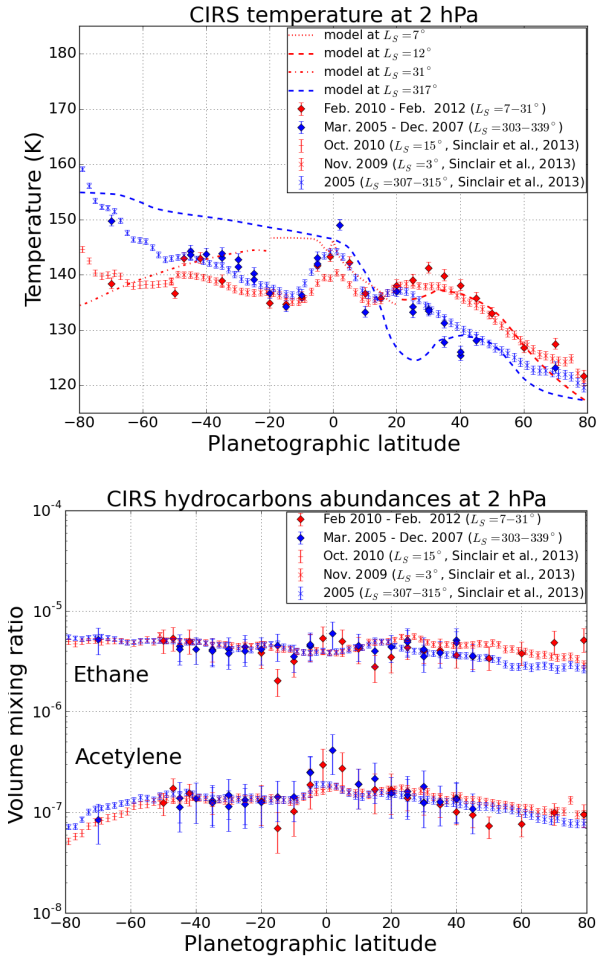 CIRS temperature at 2 hPa
185
180
170
160
150
140
130
120
Temperature (K)
model at L_S =7°
model at L_S =12°
model at L_S =31°
model at L_S =317°
Feb. 2010 - Feb. 2012 (L_S =7−31°)
Mar. 2005 - Dec. 2007 (L_S =303−339°)
Oct. 2010 (L_S =15°, Sinclair et al., 2013)
Nov. 2009 (L_S =3°, Sinclair et al., 2013)
2005 (L_S =307−315°, Sinclair et al., 2013)
−80 −60 −40 −20 0 20 40 60 80
Planetographic latitude
CIRS hydrocarbons abundances at 2 hPa
10⁻⁴
10⁻⁵
10⁻⁶
10⁻⁷
10⁻⁸
Volume mixing ratio
Feb 2010 - Feb. 2012 (L_S =7−31°)
Mar. 2005 - Dec. 2007 (L_S =303−339°)
Oct. 2010 (L_S =15°, Sinclair et al., 2013)
Nov. 2009 (L_S =3°, Sinclair et al., 2013)
2005 (L_S =307−315°, Sinclair et al., 2013)
Ethane
Acetylene
−80 −60 −40 −20 0 20 40 60 80
Planetographic latitude